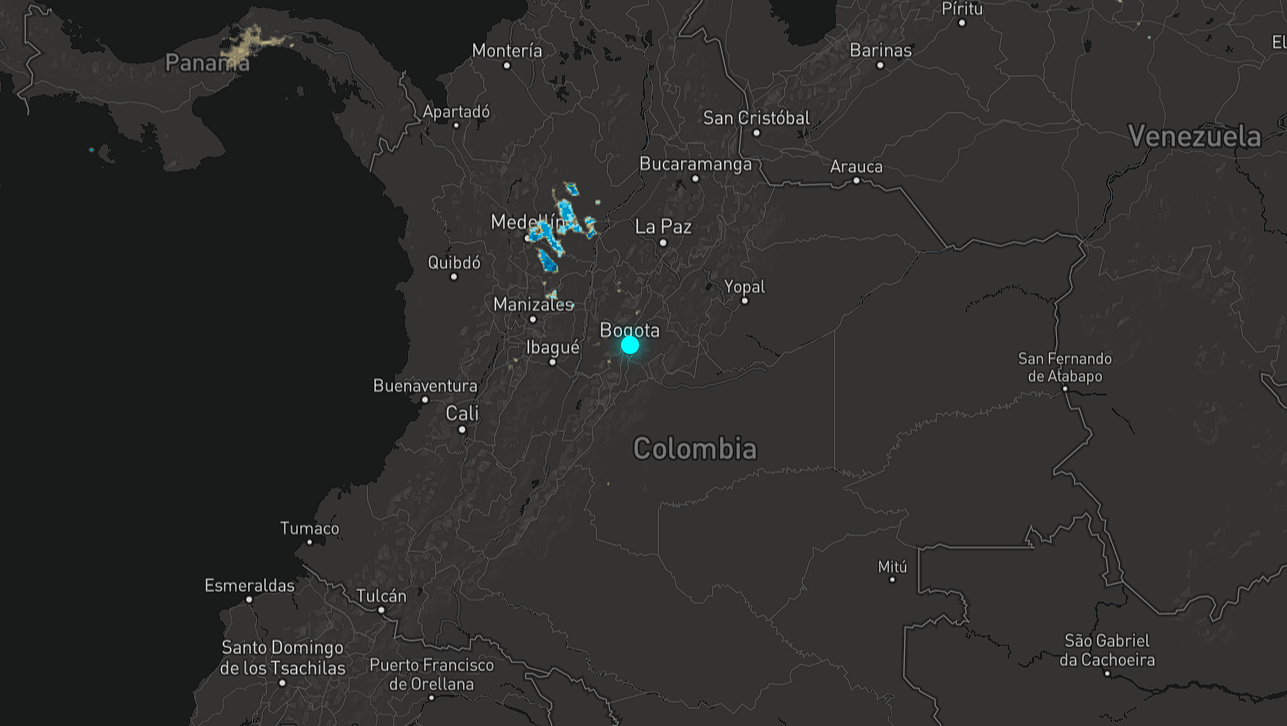 Píritu
Montería
Barinas
El
Panama
Apartadó
San Cristóbal
Venezuela
Bucaramanga
Arauca
Medellín
La Paz
Quibdó
Yopal
Manizales
Bogota
Ibagué
San Fernando
de Atabapo
Buenaventura
Cali
Colombia
Tumaco
Mitú
Esmeraldas
Tulcán
Santo Domingo
de los Tsachilas
Puerto Francisco
de Orellana
São Gabriel
da Cachoeira